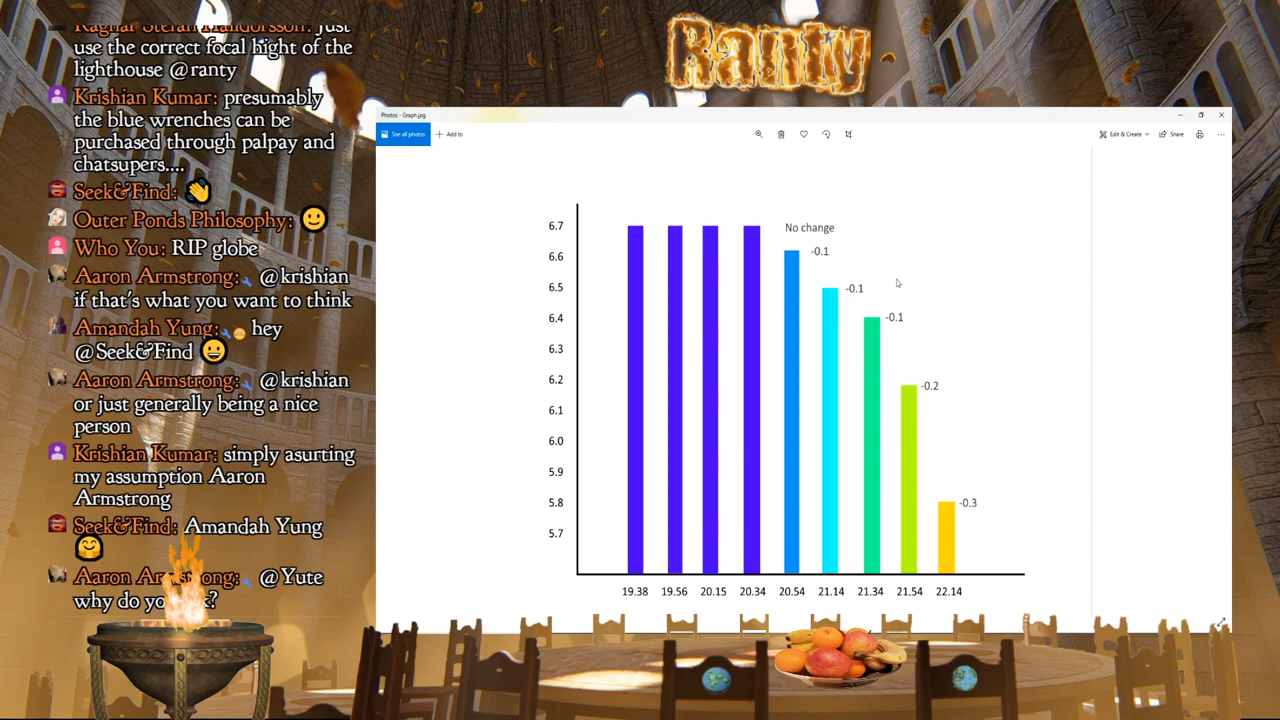 Ragnar Stefan Halldorsson: just
use the correct focal hight of the
lighthouse @ranty
Krishian Kumar: presumably
the blue wrenches can be
purchased through palpay and
chatsupers....
Seek&Find: 👋
Outer Ponds Philosophy: 🙂
Who You: RIP globe
Aaron Armstrong: @krishian
if that's what you want to think
Amandah Yung: hey
@Seek&Find 😀
Aaron Armstrong: @krishian
or just generally being a nice
person
Krishian Kumar: simply asurting
my assumption Aaron
Armstrong
Seek&Find: Amandah Yung
🤗
Aaron Armstrong: @Yute
why do
Ranty
Photos - Graph.jpg
See all photos
Add to
Edit & Create
Share
6.7
6.6
6.5
6.4
6.3
6.2
6.1
6.0
5.9
5.8
5.7
No change
-0.1
-0.1
-0.1
-0.2
-0.3
19.38 19.56 20.15 20.34 20.54 21.14 21.34 21.54 22.14